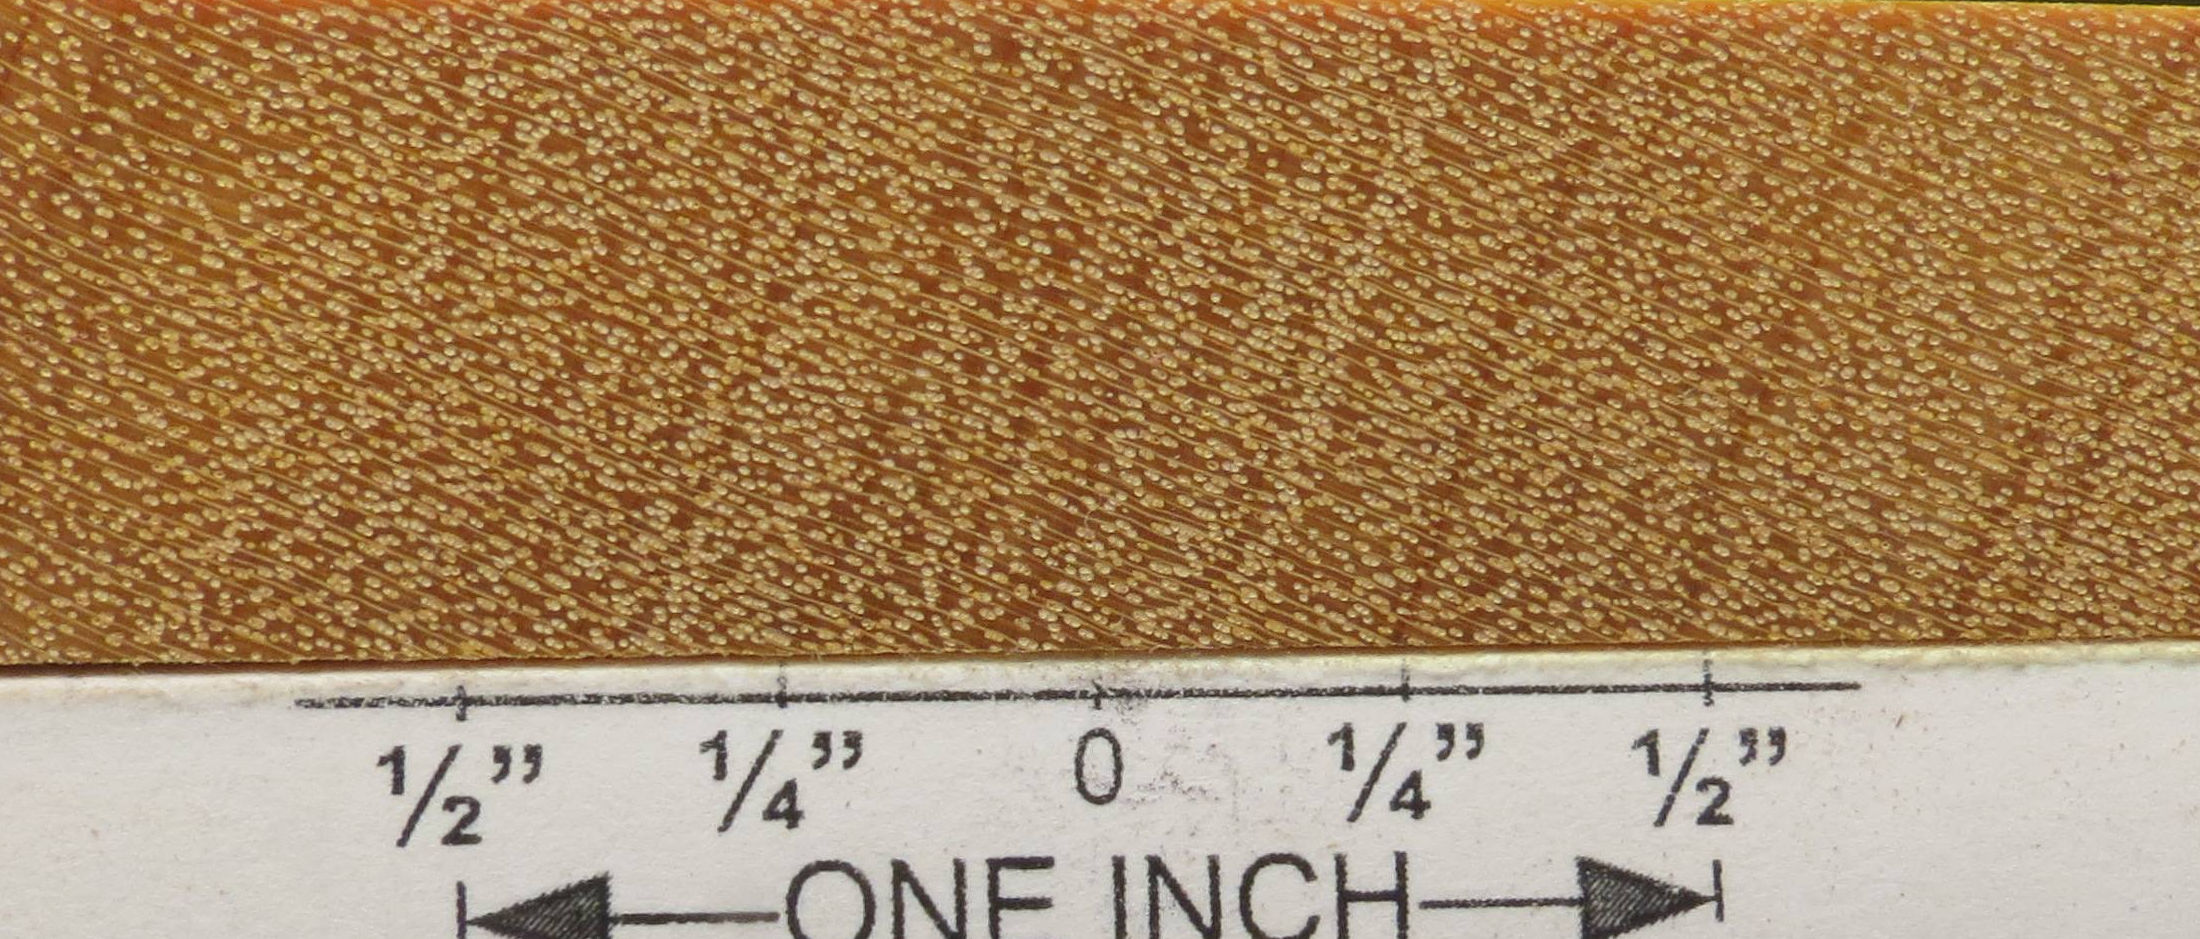 1/2” 1/4” 0 1/4” 1/2”
ONE INCH